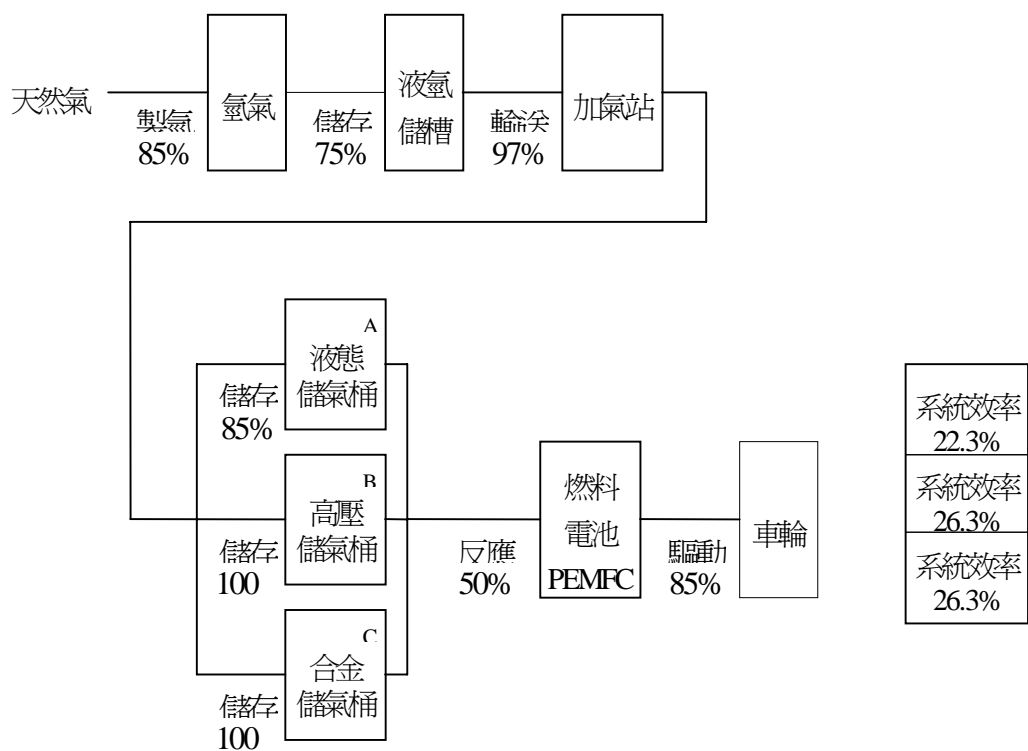 天然氣
製氫
85%
氫氣
儲存
75%
液氫
儲槽
輸送
97%
加氣站
A
液態
儲氣桶
儲存
85%
B
高壓
儲氣桶
儲存
100
C
合金
儲氣桶
儲存
100
反應
50%
燃料
電池
PEMFC
驅動
85%
車輪
系統效率
22.3%
系統效率
26.3%
系統效率
26.3%